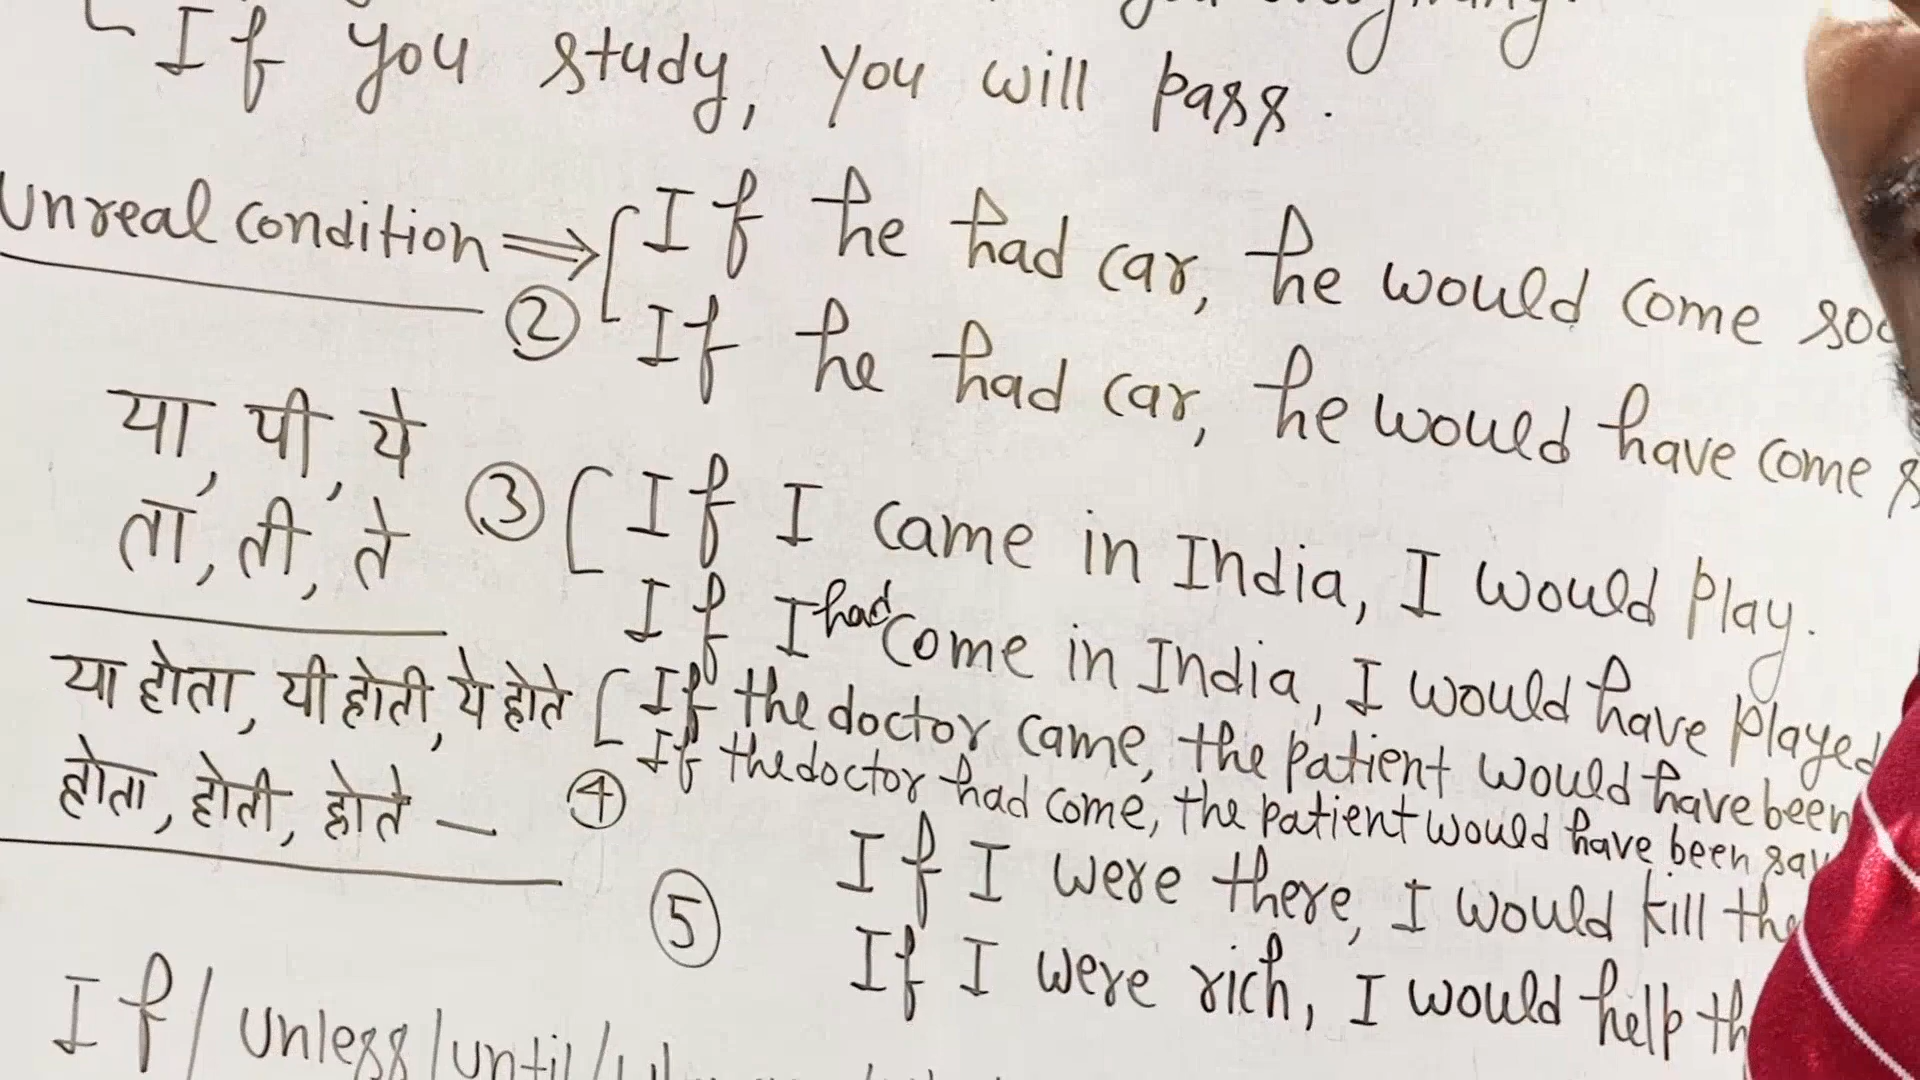 If you study, you will pass.
Unreal condition ⇒ If he had car, he would come
② If he had car, he would have come
या, यी, ये
ता, ती, ते
③ If I came in India, I would Play.
If I had come in India, I would have Played
या होता, यी होती, ये होते
होता, होती, होते —
④ If the doctor came, the patient would have been
If the doctor had come, the patient would have been
⑤ If I were there, I would kill
If I were rich, I would help
If / unless / until /